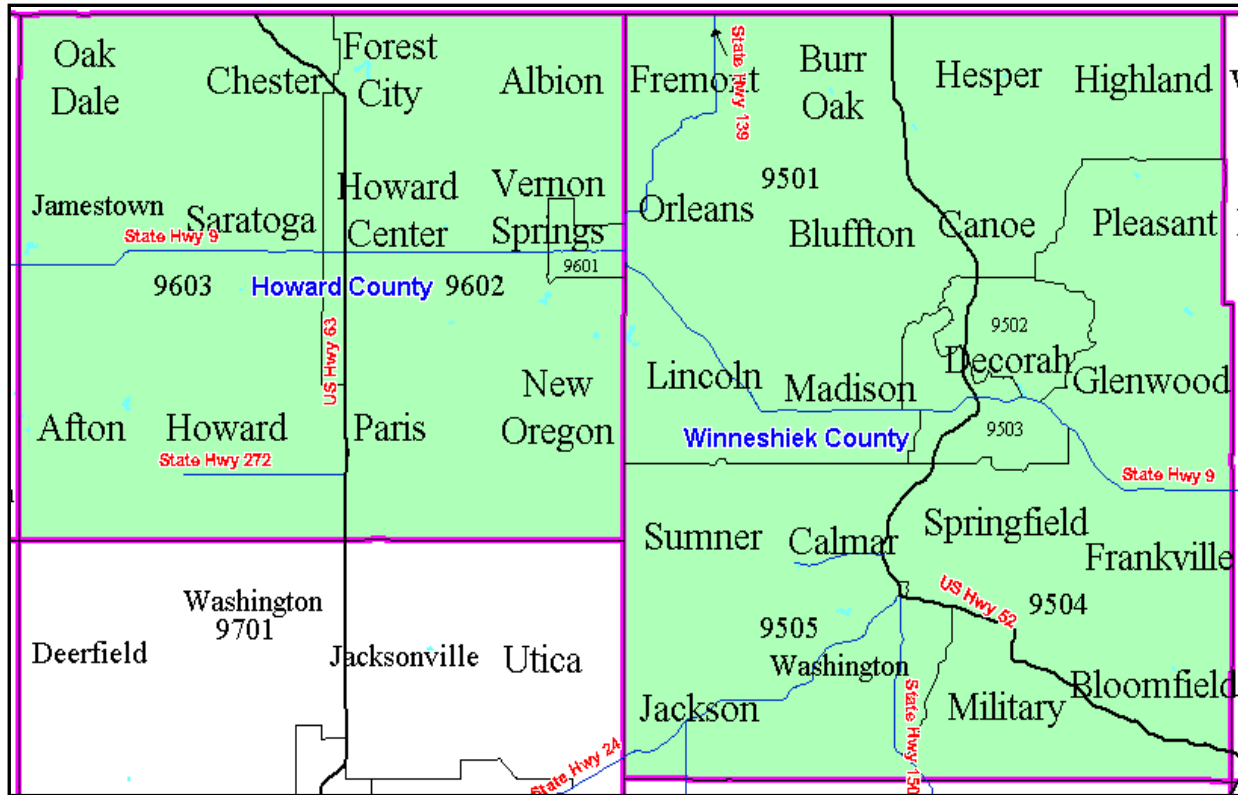 Oak
Dale
Chester
Forest
City
Albion
Fremont
State Hwy 139
Burr
Oak
Hesper
Highland
Jamestown
Saratoga
Howard
Center
Vernon
Springs
Orleans
9501
Bluffton
Canoe
Pleasant
State Hwy 9
9603
Howard County
9602
9601
US Hwy 63
9502
Decorah
Lincoln
Madison
Glenwood
New
Oregon
Afton
Howard
Paris
State Hwy 272
Winneshiek County
9503
State Hwy 9
Sumner
Calmar
Springfield
Frankville
US Hwy 52
9504
Washington
9701
Deerfield
Jacksonville
Utica
9505
Washington
Jackson
State Hwy 24
State Hwy 150
Military
Bloomfield